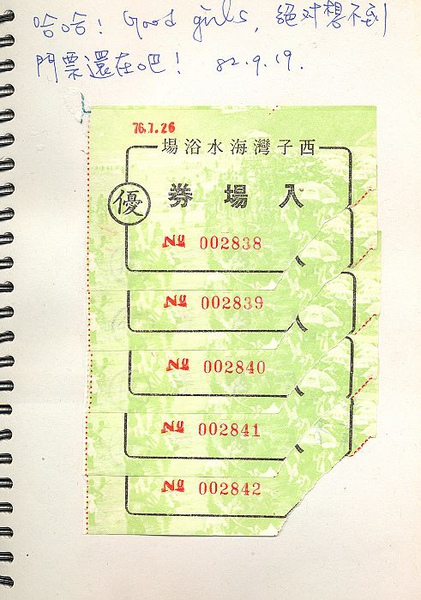 哈哈！Good girls，絕对想不到
門票還在吧！ 82.9.19.
76.7.26
場浴水海灣子西
優
券場入
№ 002838
№ 002839
№ 002840
№ 002841
№ 002842